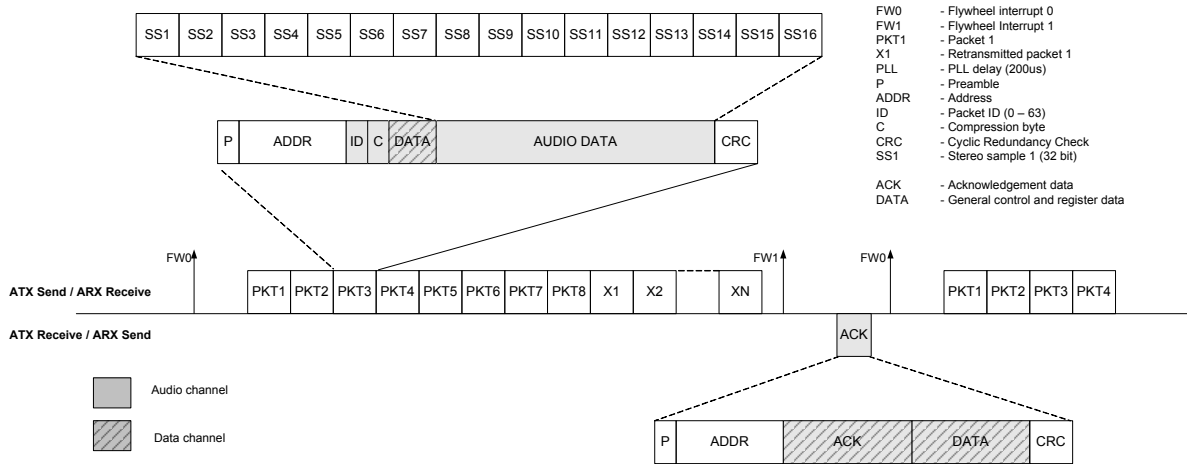 SS1 SS2 SS3 SS4 SS5 SS6 SS7 SS8 SS9 SS10 SS11 SS12 SS13 SS14 SS15 SS16
FW0 - Flywheel interrupt 0
FW1 - Flywheel Interrupt 1
PKT1 - Packet 1
X1 - Retransmitted packet 1
PLL - PLL delay (200us)
P - Preamble
ADDR - Address
ID - Packet ID (0 – 63)
C - Compression byte
CRC - Cyclic Redundancy Check
SS1 - Stereo sample 1 (32 bit)
ACK - Acknowledgement data
DATA - General control and register data
P ADDR ID C DATA AUDIO DATA CRC
FW0 FW1 FW0
ATX Send / ARX Receive
PKT1 PKT2 PKT3 PKT4 PKT5 PKT6 PKT7 PKT8 X1 X2 XN PKT1 PKT2 PKT3 PKT4
ATX Receive / ARX Send
ACK
Audio channel
Data channel
P ADDR ACK DATA CRC